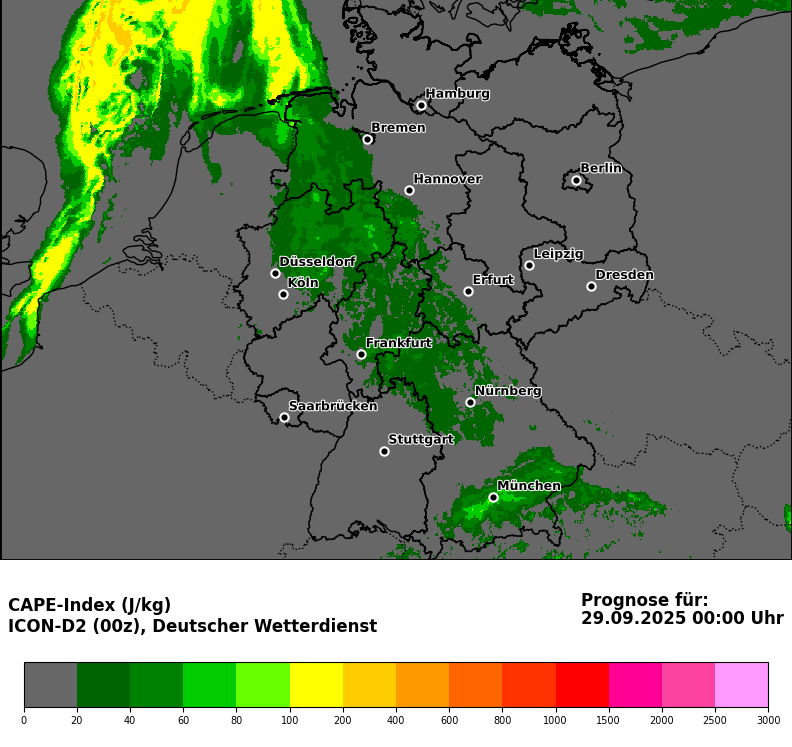 Hamburg
Bremen
Berlin
Hannover
Leipzig
Düsseldorf
Dresden
Köln
Erfurt
Frankfurt
Nürnberg
Saarbrücken
Stuttgart
München
CAPE-Index (J/kg)
ICON-D2 (00z), Deutscher Wetterdienst
Prognose für:
29.09.2025 00:00 Uhr
0 20 40 60 80 100 200 400 600 800 1000 1500 2000 2500 3000